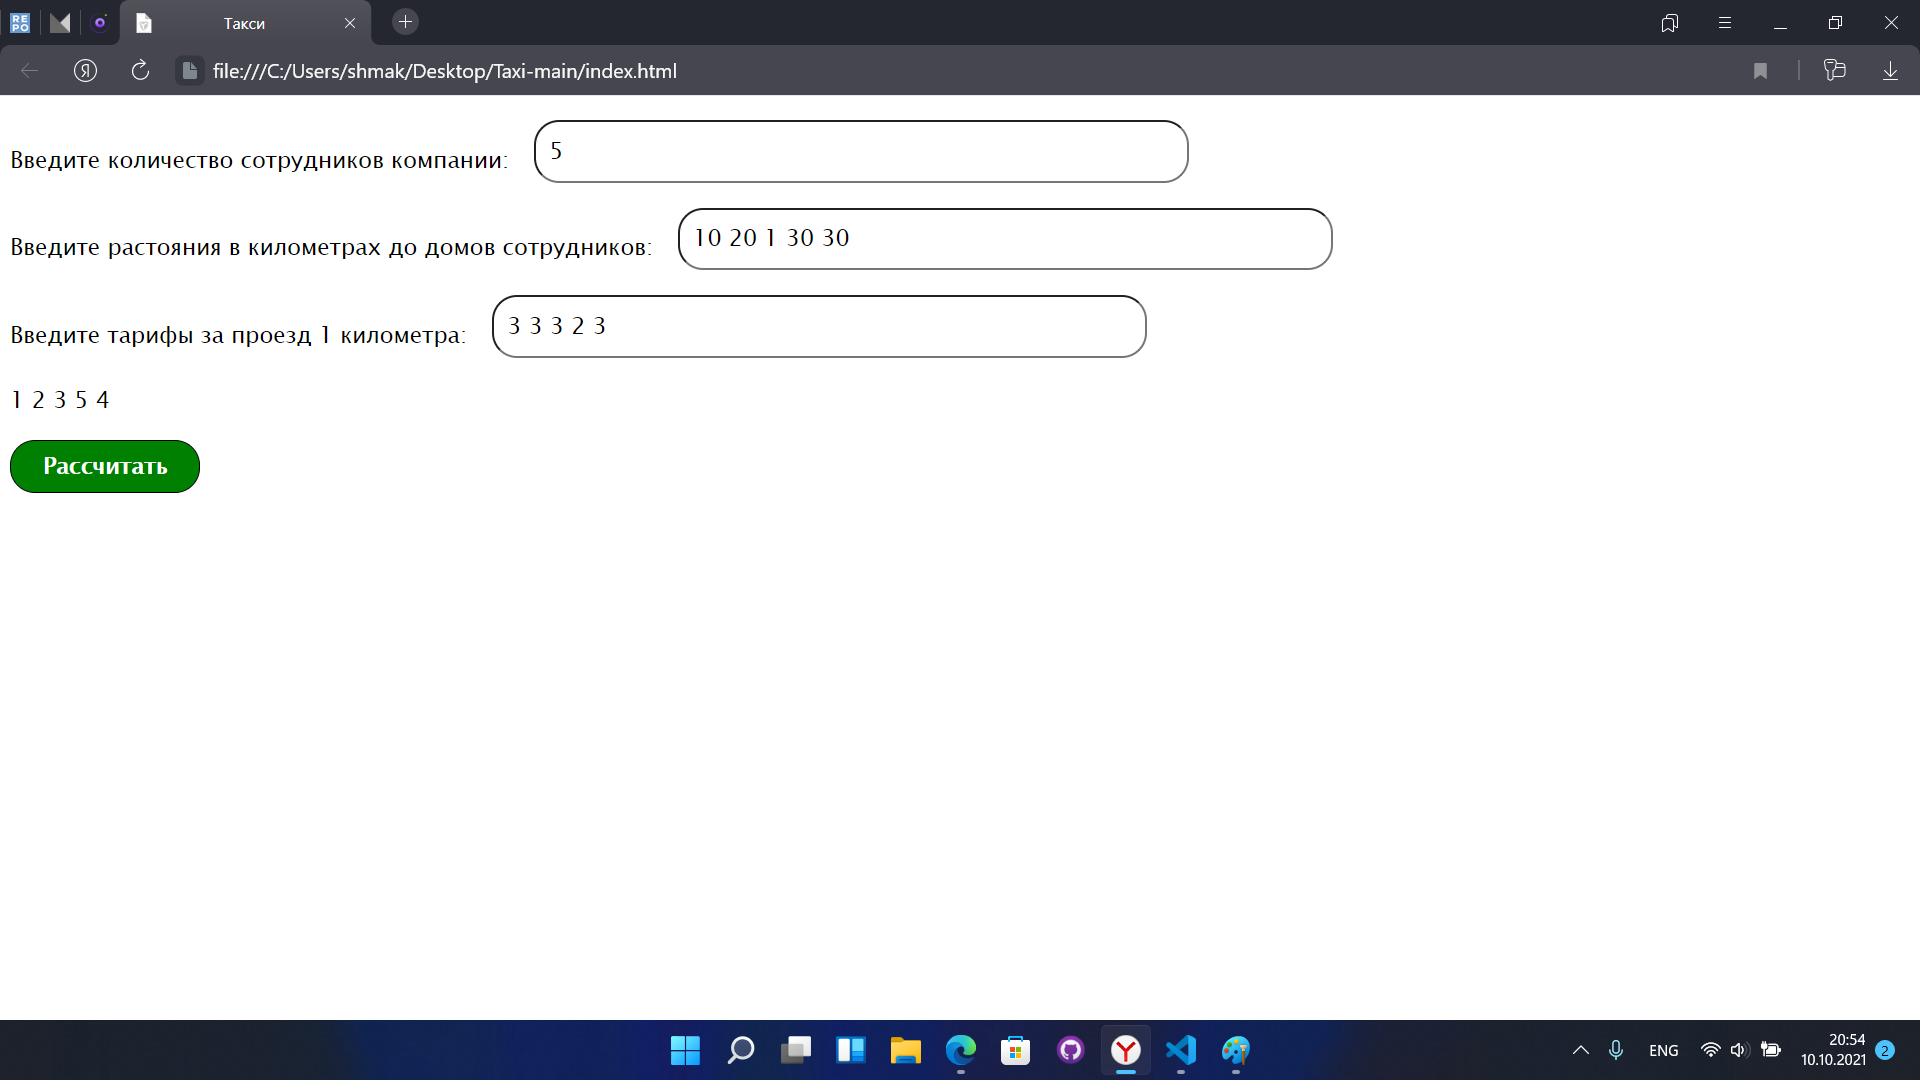 RE
PO
Такси
Я
file:///C:/Users/shmak/Desktop/Taxi-main/index.html
Введите количество сотрудников компании: 5
Введите растояния в километрах до домов сотрудников: 10 20 1 30 30
Введите тарифы за проезд 1 километра: 3 3 3 2 3
1 2 3 5 4
Рассчитать
ENG
20:54
10.10.2021
2